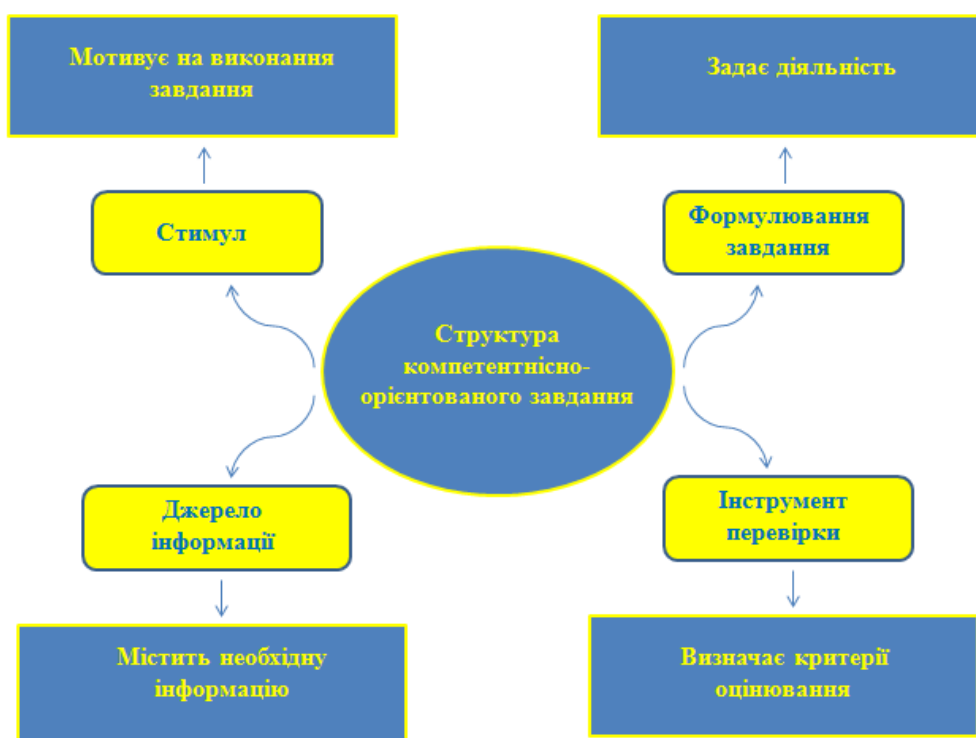 Мотивує на виконання
завдання
Задає діяльність
Стимул
Формулювання
завдання
Структура
компетентнісно-
орієнтованого завдання
Джерело
інформації
Інструмент
перевірки
Містить необхідну
інформацію
Визначає критерії
оцінювання